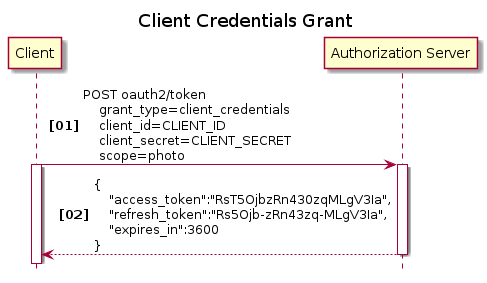 Client Credentials Grant
Client
Authorization Server
POST oauth2/token
grant_type=client_credentials
[01] client_id=CLIENT_ID
client_secret=CLIENT_SECRET
scope=photo
{
"access_token":"RsT5OjbzRn430zqMLgV3Ia",
[02] "refresh_token":"Rs5Ojb-zRn43zq-MLgV3Ia",
"expires_in":3600
}